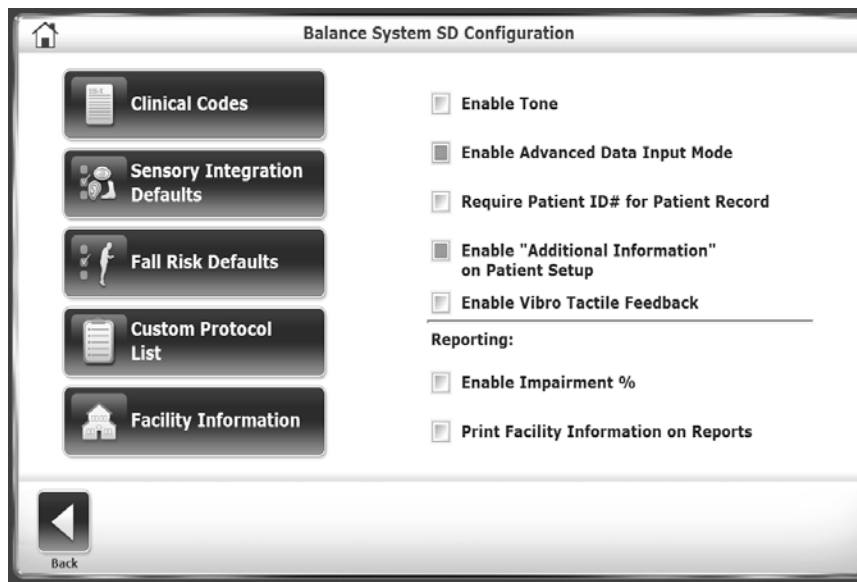 Balance System SD Configuration
Clinical Codes
Sensory Integration
Defaults
Fall Risk Defaults
Custom Protocol
List
Facility Information
Enable Tone
Enable Advanced Data Input Mode
Require Patient ID# for Patient Record
Enable "Additional Information"
on Patient Setup
Enable Vibro Tactile Feedback
Reporting:
Enable Impairment %
Print Facility Information on Reports
Back